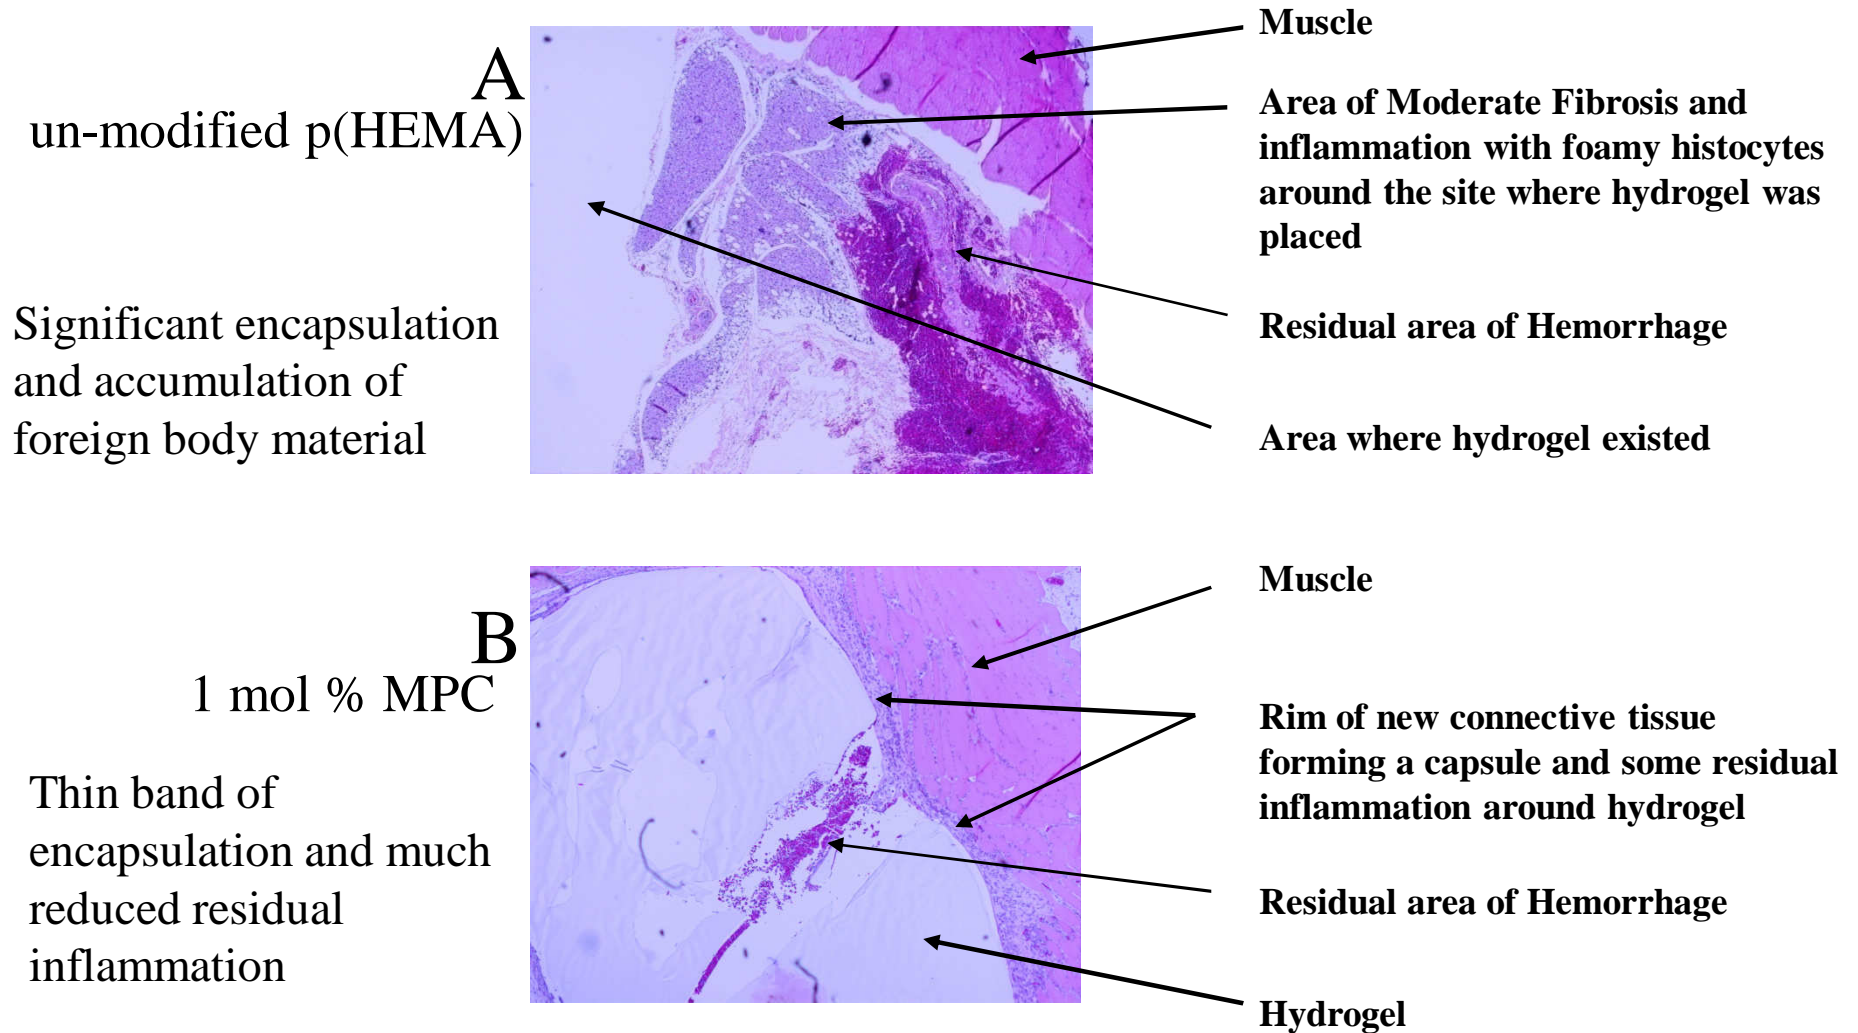 A
un-modified p(HEMA)
Significant encapsulation
and accumulation of
foreign body material
Muscle
Area of Moderate Fibrosis and
inflammation with foamy histocytes
around the site where hydrogel was
placed
Residual area of Hemorrhage
Area where hydrogel existed
B
1 mol % MPC
Thin band of
encapsulation and much
reduced residual
inflammation
Muscle
Rim of new connective tissue
forming a capsule and some residual
inflammation around hydrogel
Residual area of Hemorrhage
Hydrogel